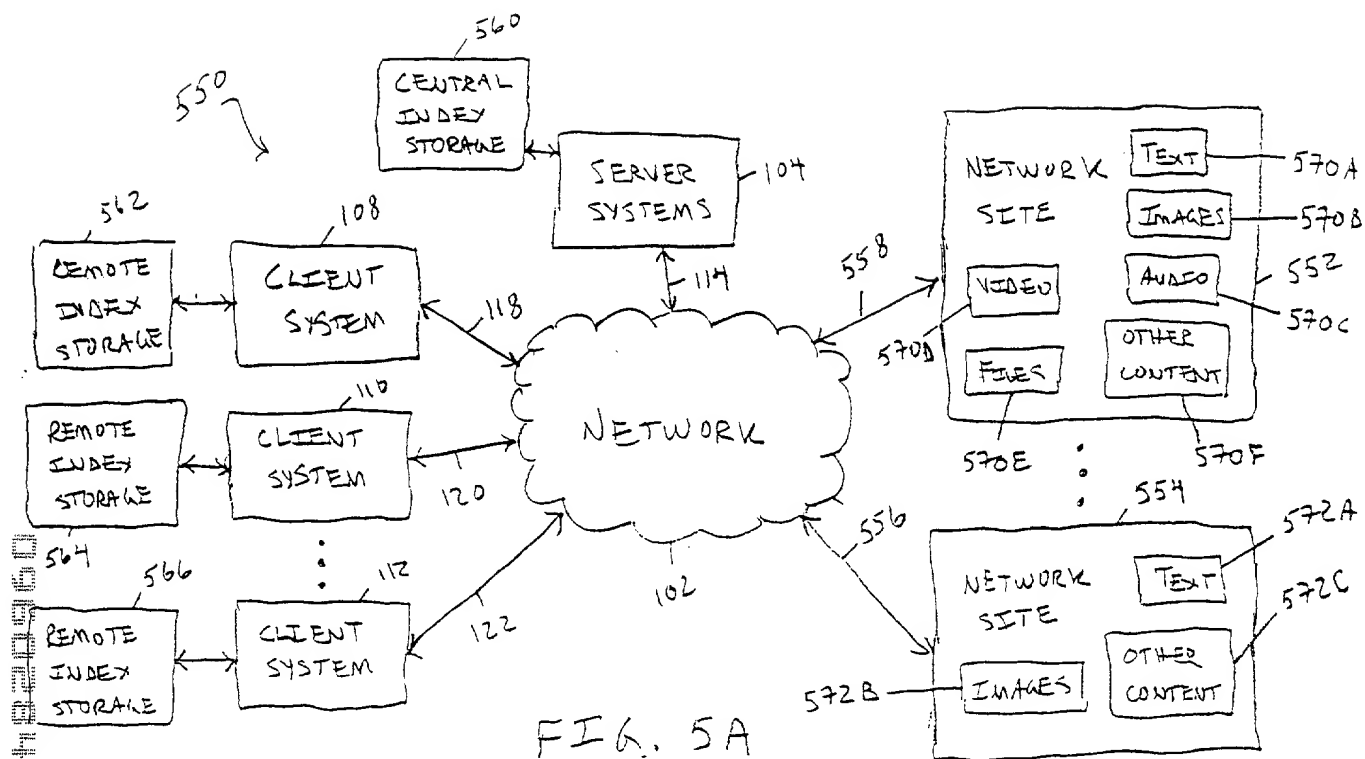 550
560
CENTRAL
INDEX
STORAGE
SERVER
SYSTEMS
104
114
562
REMOTE
INDEX
STORAGE
108
CLIENT
SYSTEM
118
REMOTE
INDEX
STORAGE
564
110
CLIENT
SYSTEM
120
566
REMOTE
INDEX
STORAGE
112
CLIENT
SYSTEM
122
NETWORK
102
558
556
NETWORK
SITE
TEXT
570A
IMAGES
570B
552
VIDEO
570D
AUDIO
570C
FILES
570E
OTHER
CONTENT
570F
554
NETWORK
SITE
TEXT
572A
572C
572B
IMAGES
OTHER
CONTENT
FIG. 5A